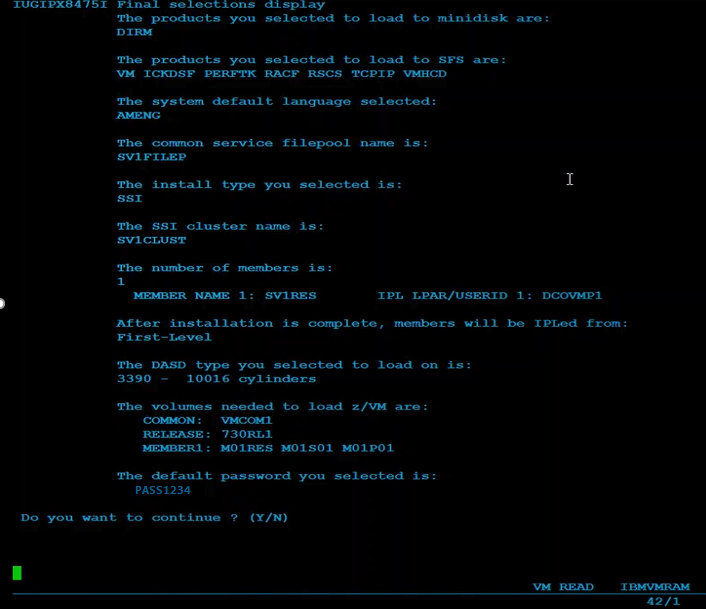 IUGIPX8475I Final selections display
The products you selected to load to minidisk are:
DIRM
The products you selected to load to SFS are:
VM ICKDSF PERFTK RACF RSCS TCPIP VMHCD
The system default language selected:
AMENG
The common service filepool name is:
SV1FILEP
The install type you selected is:
SSI
The SSI cluster name is:
SV1CLUST
The number of members is:
1
MEMBER NAME 1: SV1RES IPL LPAR/USERID 1: DCOVMP1
After installation is complete, members will be IPLed from:
First-Level
The DASD type you selected to load on is:
3390 - 10016 cylinders
The volumes needed to load z/VM are:
COMMON: VMCOM1
RELEASE: 730RL1
MEMBER1: M01RES M01S01 M01P01
The default password you selected is:
PASS1234
Do you want to continue ? (Y/N)
VM READ IBMVMRAM
42/1